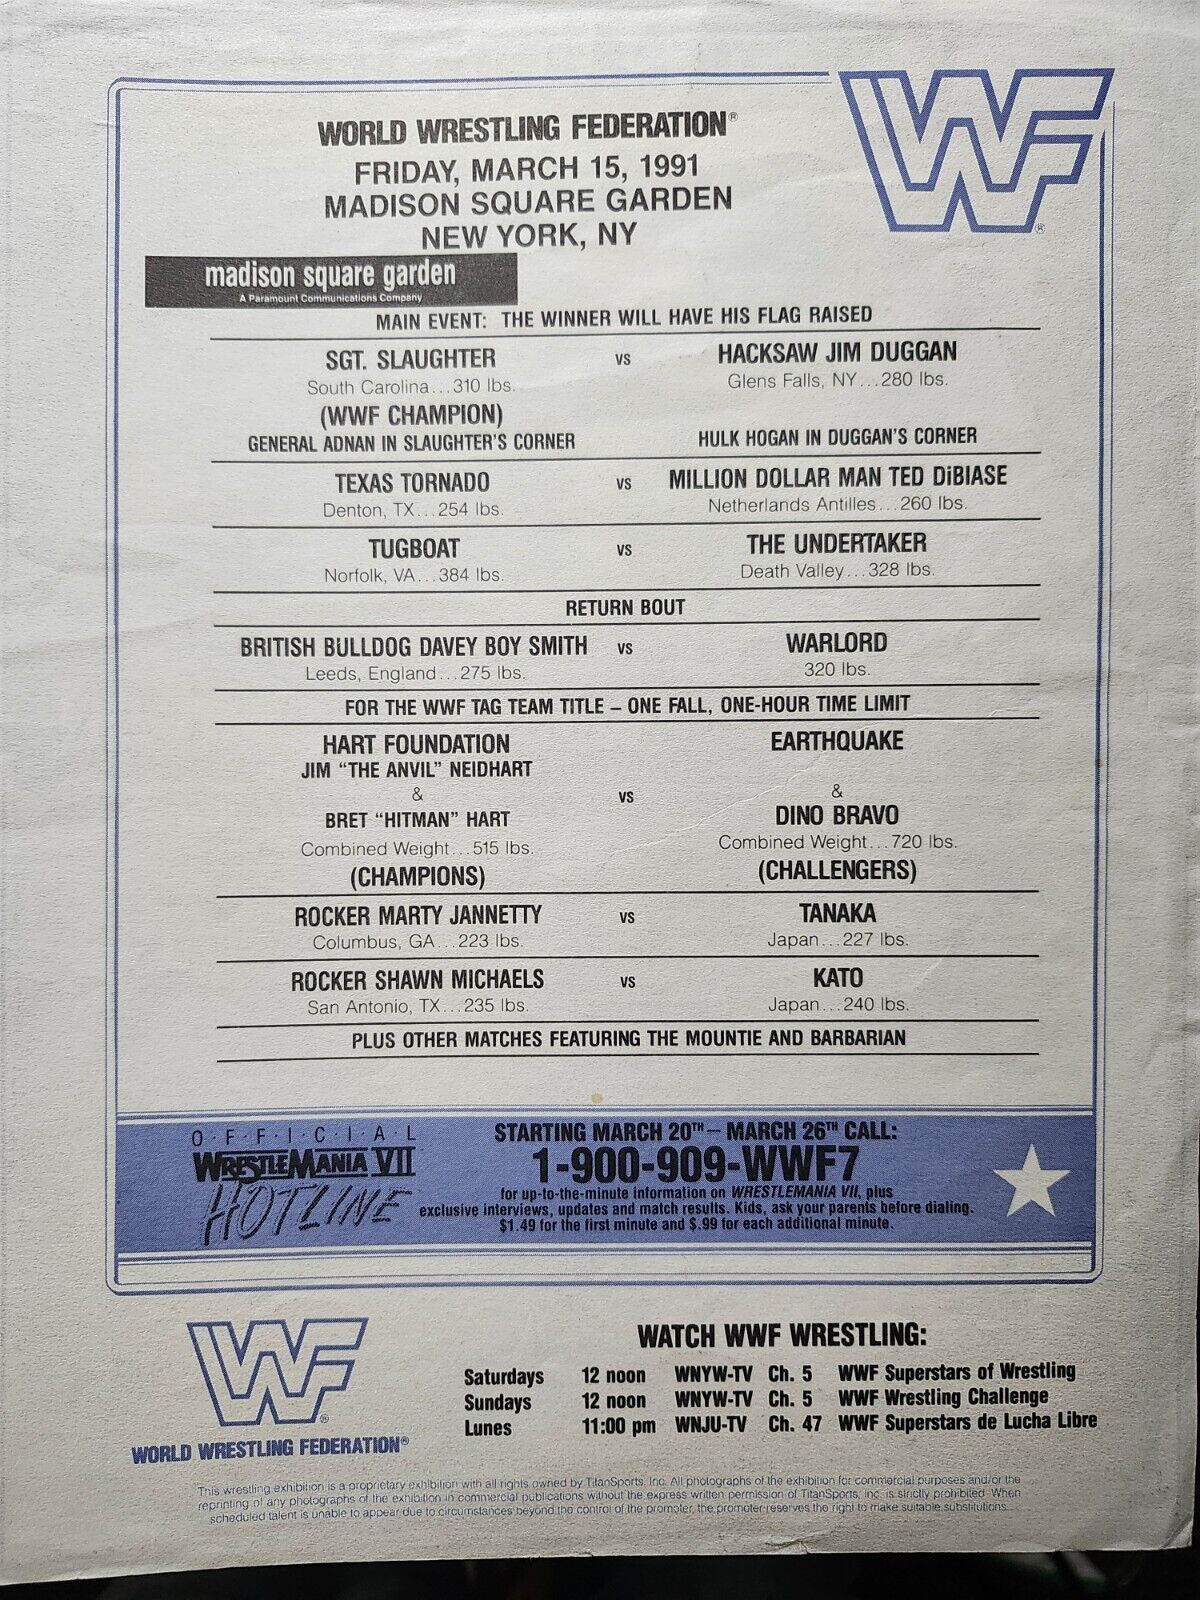 WF
WORLD WRESTLING FEDERATION®
FRIDAY, MARCH 15, 1991
MADISON SQUARE GARDEN
NEW YORK, NY
madison square garden
A Paramount Communications Company
MAIN EVENT: THE WINNER WILL HAVE HIS FLAG RAISED
SGT. SLAUGHTER vs HACKSAW JIM DUGGAN
South Carolina...310 lbs. Glens Falls, NY...280 lbs.
(WWF CHAMPION)
GENERAL ADNAN IN SLAUGHTER'S CORNER HULK HOGAN IN DUGGAN'S CORNER
TEXAS TORNADO vs MILLION DOLLAR MAN TED DiBIASE
Denton, TX...254 lbs. Netherlands Antilles...260 lbs.
TUGBOAT vs THE UNDERTAKER
Norfolk, VA...384 lbs. Death Valley...328 lbs.
RETURN BOUT
BRITISH BULLDOG DAVEY BOY SMITH vs WARLORD
Leeds, England...275 lbs. 320 lbs.
FOR THE WWF TAG TEAM TITLE – ONE FALL, ONE-HOUR TIME LIMIT
HART FOUNDATION EARTHQUAKE
JIM "THE ANVIL" NEIDHART
& vs &
BRET "HITMAN" HART DINO BRAVO
Combined Weight...515 lbs. Combined Weight...720 lbs.
(CHAMPIONS) (CHALLENGERS)
ROCKER MARTY JANNETTY vs TANAKA
Columbus, GA...223 lbs. Japan...227 lbs.
ROCKER SHAWN MICHAELS vs KATO
San Antonio, TX...235 lbs. Japan...240 lbs.
PLUS OTHER MATCHES FEATURING THE MOUNTIE AND BARBARIAN
O·F·F·I·C·I·A·L
WRESTLEMANIA VII
HOTLINE
STARTING MARCH 20TH – MARCH 26TH CALL:
1-900-909-WWF7
for up-to-the-minute information on WRESTLEMANIA VII, plus
exclusive interviews, updates and match results. Kids, ask your parents before dialing.
$1.49 for the first minute and $.99 for each additional minute.
WF
WORLD WRESTLING FEDERATION®
WATCH WWF WRESTLING:
Saturdays 12 noon WNYW-TV Ch. 5 WWF Superstars of Wrestling
Sundays 12 noon WNYW-TV Ch. 5 WWF Wrestling Challenge
Lunes 11:00 pm WNJU-TV Ch. 47 WWF Superstars de Lucha Libre
This wrestling exhibition is a proprietary exhibition with all rights owned by TitanSports, Inc. All photographs of the exhibition for commercial purposes and/or the
reprinting of any photographs of the exhibition in commercial publications without the express written permission of TitanSports, Inc. is strictly prohibited. When
scheduled talent is unable to appear due to circumstances beyond the control of the promoter, the promoter reserves the right to make suitable substitutions.